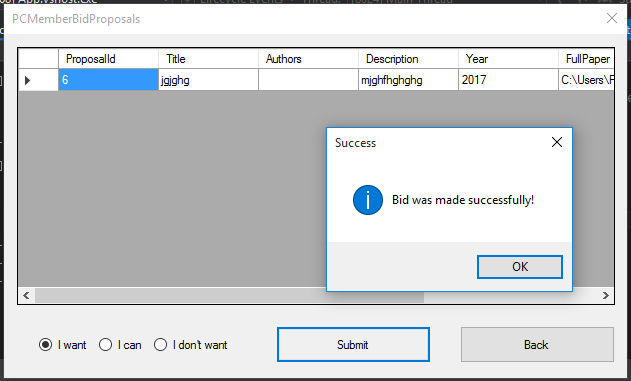 PCMemberBidProposals
ProposalId Title Authors Description Year FullPaper
6 jgjghg mjghfhghghg 2017 C:\Users\F
Success
Bid was made successfully!
OK
I want I can I don't want Submit Back